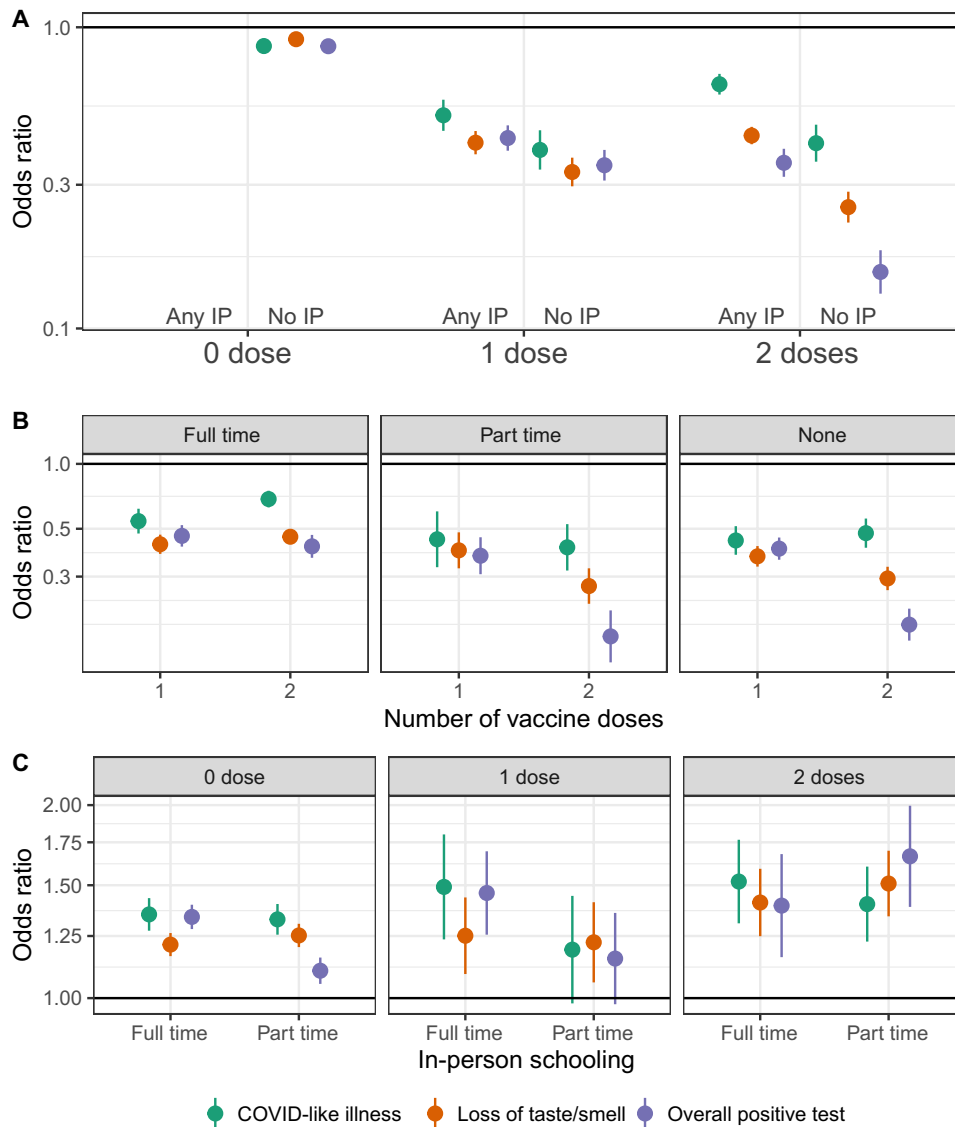 A
1.0
0.3
0.1
Odds ratio
Any IP No IP Any IP No IP Any IP No IP
0 dose 1 dose 2 doses
B
Full time Part time None
1.0
0.5
0.3
Odds ratio
1 2 1 2 1 2
Number of vaccine doses
C
0 dose 1 dose 2 doses
2.00
1.75
1.50
1.25
1.00
Odds ratio
Full time Part time Full time Part time Full time Part time
In-person schooling
COVID-like illness Loss of taste/smell Overall positive test